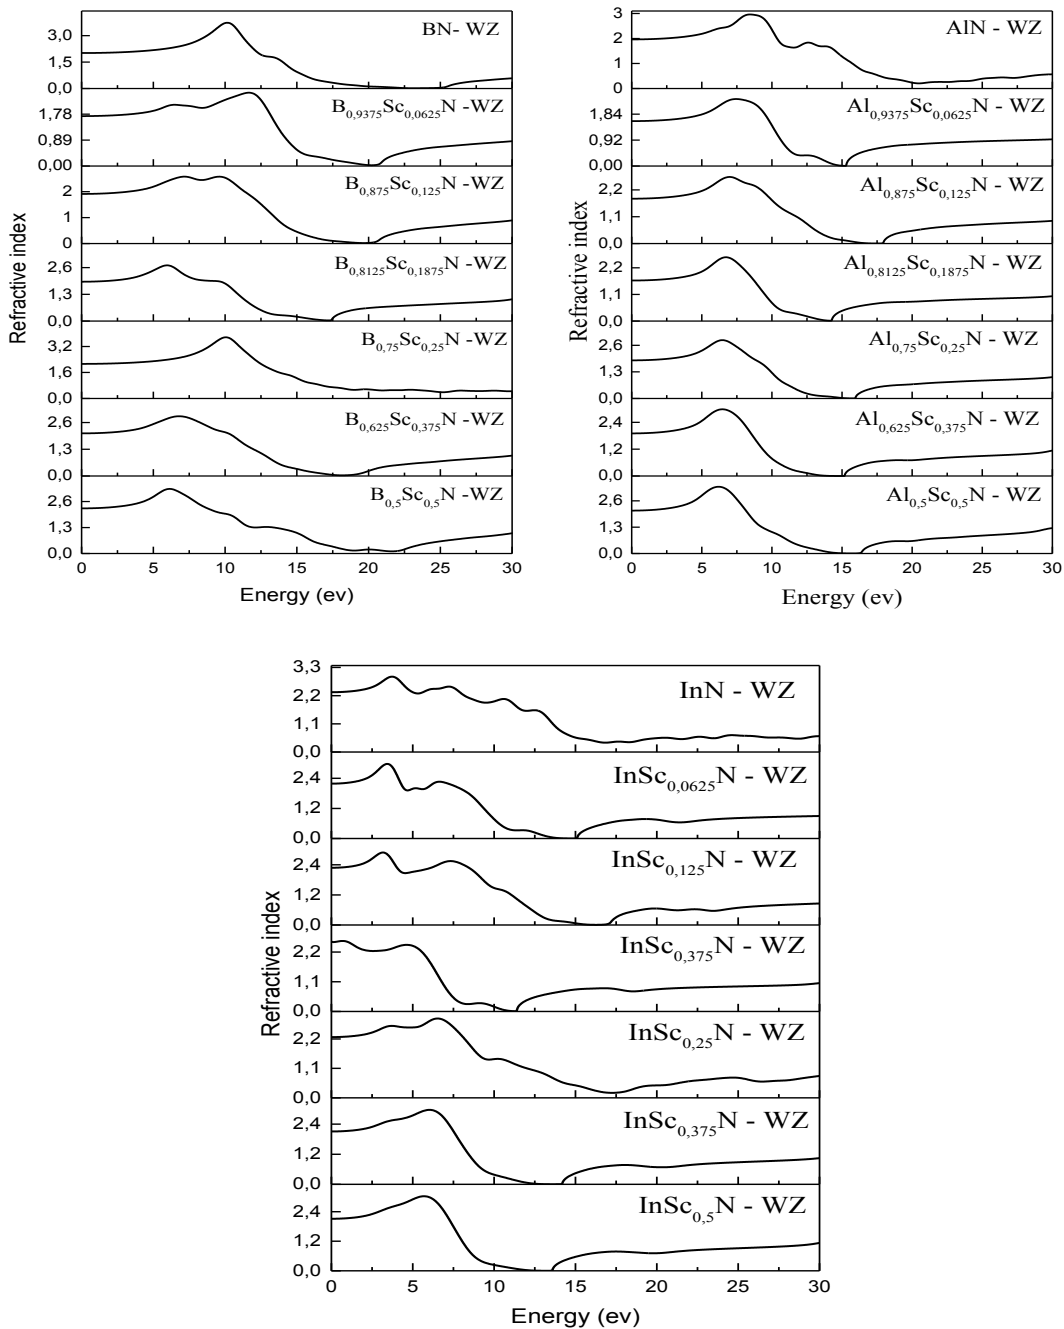 Refractive index
3,0
1,5
0,0
BN- WZ
1,78
0,89
0,00
B0,9375Sc0,0625N -WZ
2
1
0
B0,875Sc0,125N -WZ
2,6
1,3
0,0
B0,8125Sc0,1875N -WZ
3,2
1,6
0,0
B0,75Sc0,25N -WZ
2,6
1,3
0,0
B0,625Sc0,375N -WZ
2,6
1,3
0,0
B0,5Sc0,5N -WZ
0 5 10 15 20 25 30
Energy (ev)
Refractive index
3
2
1
0
AlN - WZ
1,84
0,92
0,00
Al0,9375Sc0,0625N - WZ
2,2
1,1
0,0
Al0,875Sc0,125N - WZ
2,2
1,1
0,0
Al0,8125Sc0,1875N - WZ
2,6
1,3
0,0
Al0,75Sc0,25N - WZ
2,4
1,2
0,0
Al0,625Sc0,375N - WZ
2,6
1,3
0,0
Al0,5Sc0,5N - WZ
0 5 10 15 20 25 30
Energy (ev)
Refractive index
3,3
2,2
1,1
0,0
InN - WZ
2,4
1,2
0,0
InSc0,0625N - WZ
2,4
1,2
0,0
InSc0,125N - WZ
2,2
1,1
0,0
InSc0,375N - WZ
2,2
1,1
0,0
InSc0,25N - WZ
2,4
1,2
0,0
InSc0,375N - WZ
2,4
1,2
0,0
InSc0,5N - WZ
0 5 10 15 20 25 30
Energy (ev)